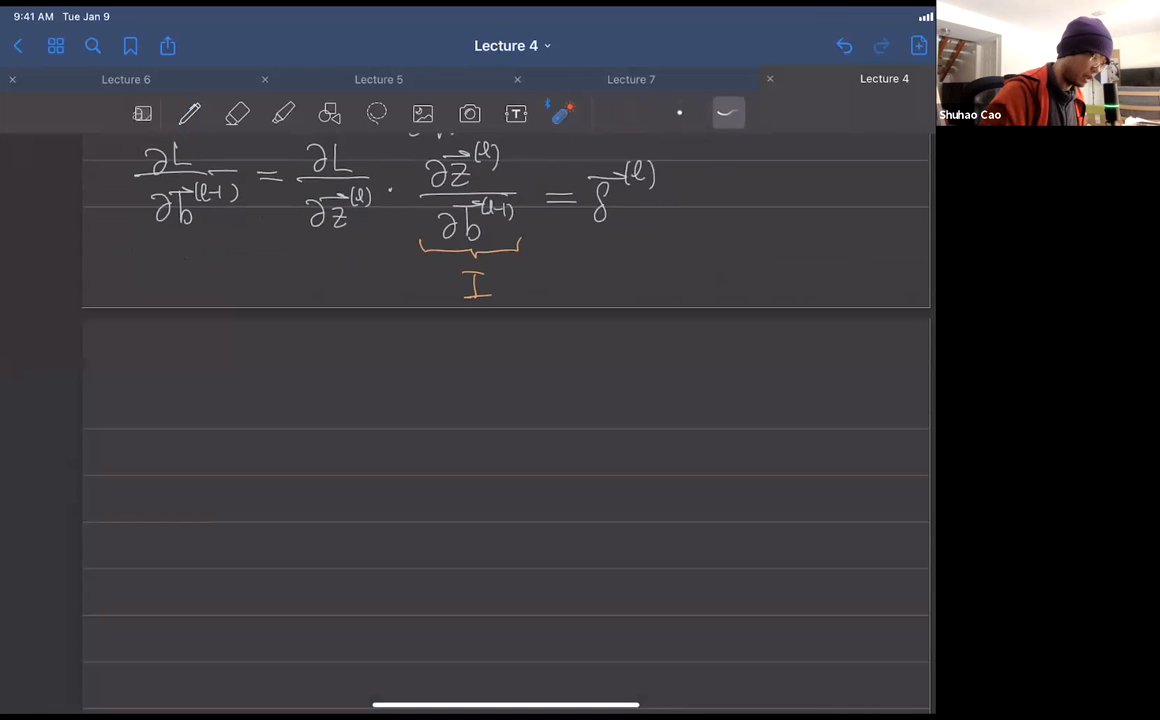 9:41 AM Tue Jan 9
Lecture 4
Lecture 6
Lecture 5
Lecture 7
Lecture 4
Shuhao Cao
∂L/∂b⃗^(l-1) = ∂L/∂z⃗^(l) · ∂z⃗^(l)/∂b⃗^(l-1) = δ⃗^(l)
I